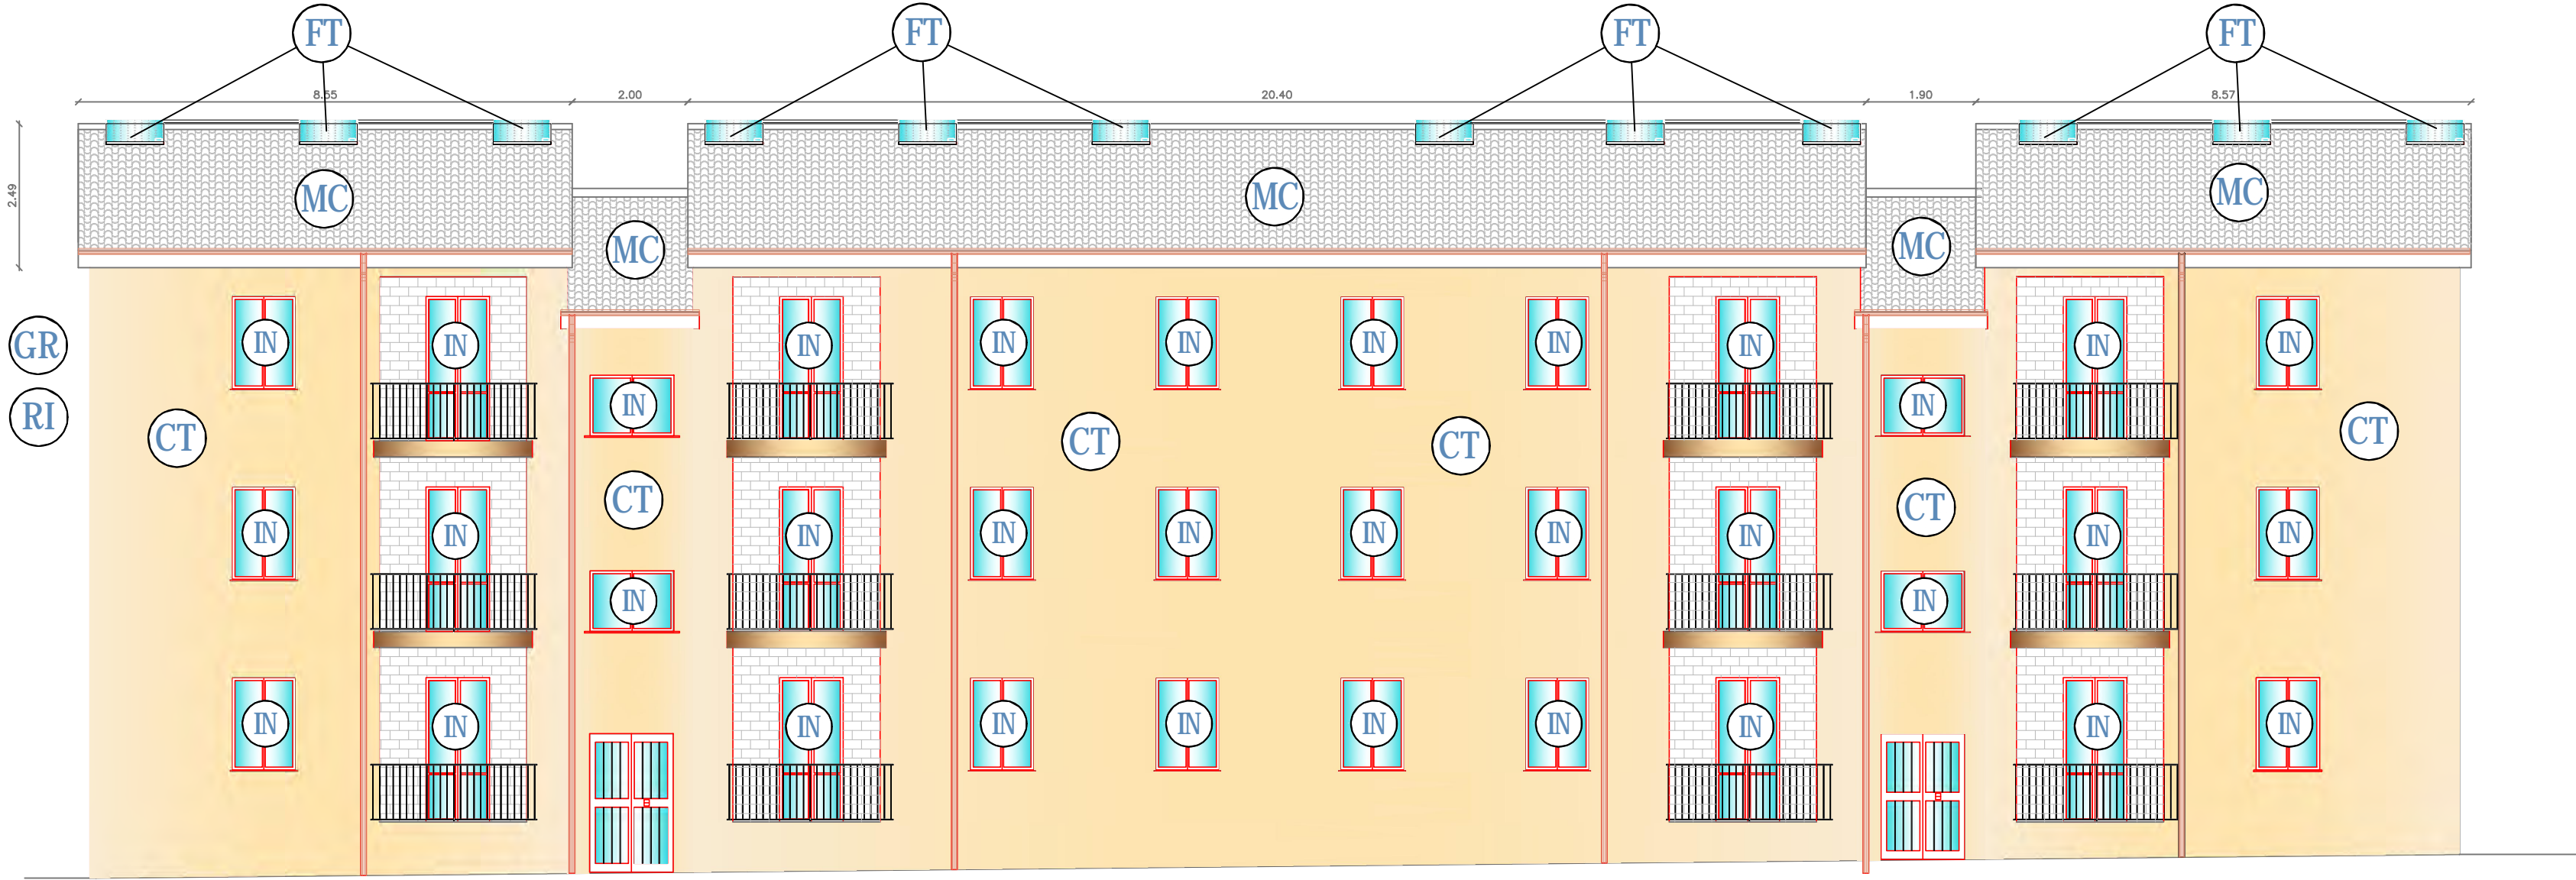 FT FT FT FT
8.55 2.00 20.40 1.90 8.57
2.49
MC MC MC
MC MC
GR
RI
IN IN IN IN IN IN IN IN IN IN
IN IN
CT CT CT CT
CT CT
IN IN IN IN IN IN IN IN IN IN
IN IN
IN IN IN IN IN IN IN IN IN IN